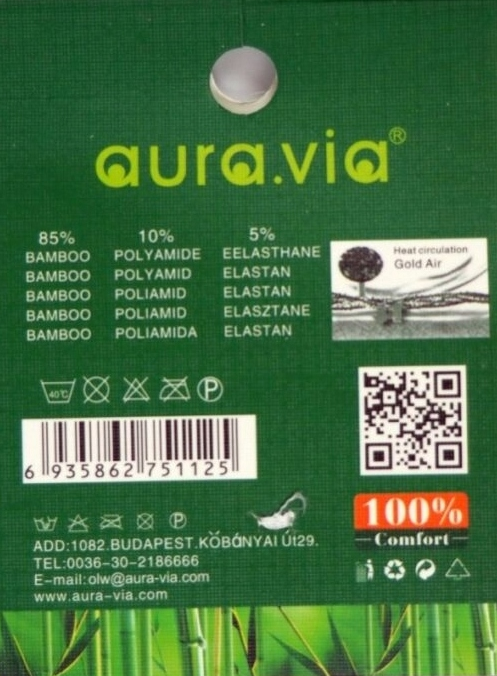 aura.via®
85% 10% 5%
BAMBOO POLYAMIDE EELASTHANE
BAMBOO POLYAMID ELASTAN
BAMBOO POLIAMID ELASTAN
BAMBOO POLIAMID ELASZTANE
BAMBOO POLIAMIDA ELASTAN
Heat circulation
Gold Air
40°C
P
6 935862 751125
P
100%
Comfort
ADD:1082.BUDAPEST.KŐBáNYAI Út29.
TEL:0036-30-2186666
E-mail:olw@aura-via.com
www.aura-via.com